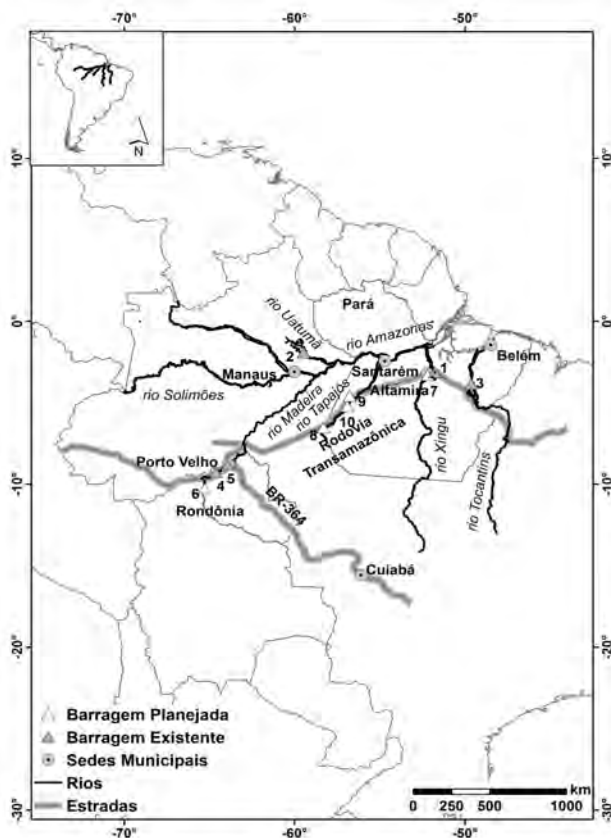 -70°
-60°
-50°
N
10°
10°
rio Uatumã
Pará
0°
0°
2
rio Amazonas
Belém
Manaus
Santarém
1
3
rio Solimões
rio Madeira
rio Tapajós
9
Altamira
7
10
8
Rodovia
Transamazônica
rio Xingu
rio Tocantins
Porto Velho
5
4
6
-10°
-10°
Rondônia
BR-364
Cuiabá
-20°
-20°
Barragem Planejada
Barragem Existente
Sedes Municipais
Rios
Estradas
km
0 250 500 1000
-30°
-30°
-70°
-60°
-50°